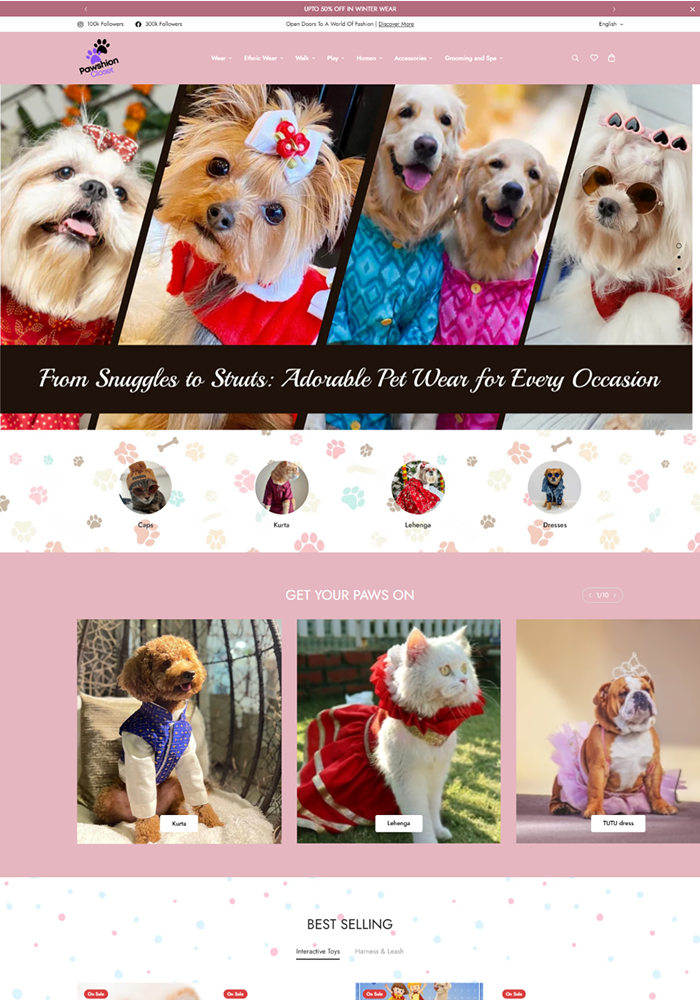 UPTO 50% OFF IN WINTER WEAR
100k Followers 300k Followers Open Doors To A World Of Fashion | Discover More English
Pawshion
Closet
Wear Ethnic Wear Walk Play Human Accessories Grooming and Spa
From Snuggles to Struts: Adorable Pet Wear for Every Occasion
Caps Kurta Lehenga Dresses
GET YOUR PAWS ON
1/10
Kurta Lehenga TUTU dress
BEST SELLING
Interactive Toys Harness & Leash
On Sale On Sale On Sale On Sale